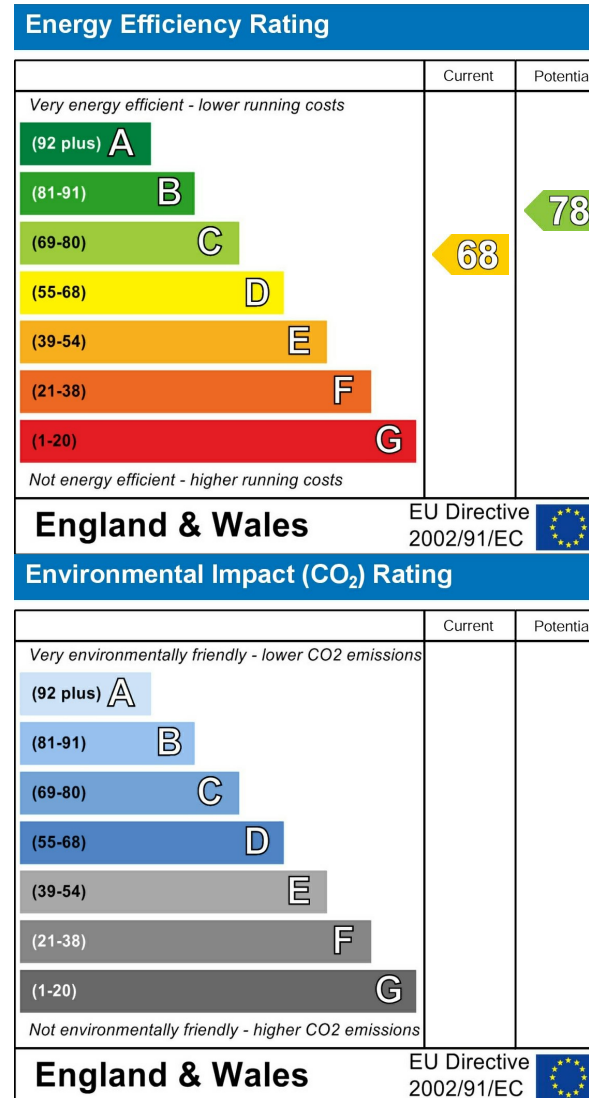 Energy Efficiency Rating
Current Potentia
Very energy efficient - lower running costs
(92 plus) A
(81-91) B
78
(69-80) C
68
(55-68) D
(39-54) E
(21-38) F
(1-20) G
Not energy efficient - higher running costs
England & Wales
EU Directive
2002/91/EC
Environmental Impact (CO₂) Rating
Current Potentia
Very environmentally friendly - lower CO2 emissions
(92 plus) A
(81-91) B
(69-80) C
(55-68) D
(39-54) E
(21-38) F
(1-20) G
Not environmentally friendly - higher CO2 emissions
England & Wales
EU Directive
2002/91/EC